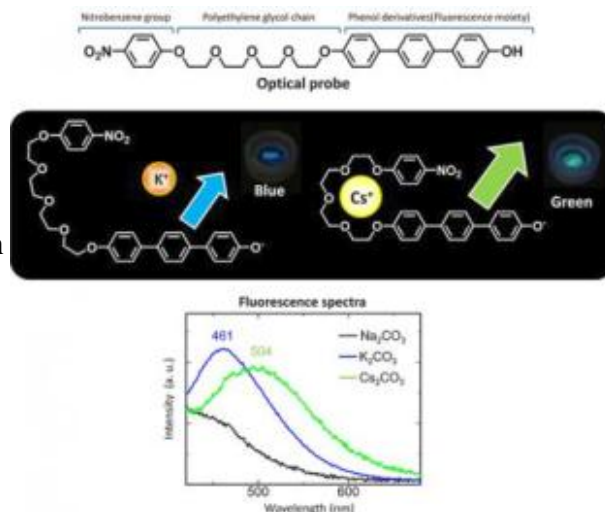 Nitrobenzene group Polyethylene glycol chain Phenol derivatives(Fluorescence moiety)
O₂N O O O O O OH
Optical probe
O NO₂
O
O
O
O
O O⁻
K⁺
Blue
O O NO₂
O
O
O O⁻
Cs⁺
Green
Fluorescence spectra
461
504
Na₂CO₃
K₂CO₃
Cs₂CO₃
Intensity (a. u.)
500 600
Wavelength (nm)